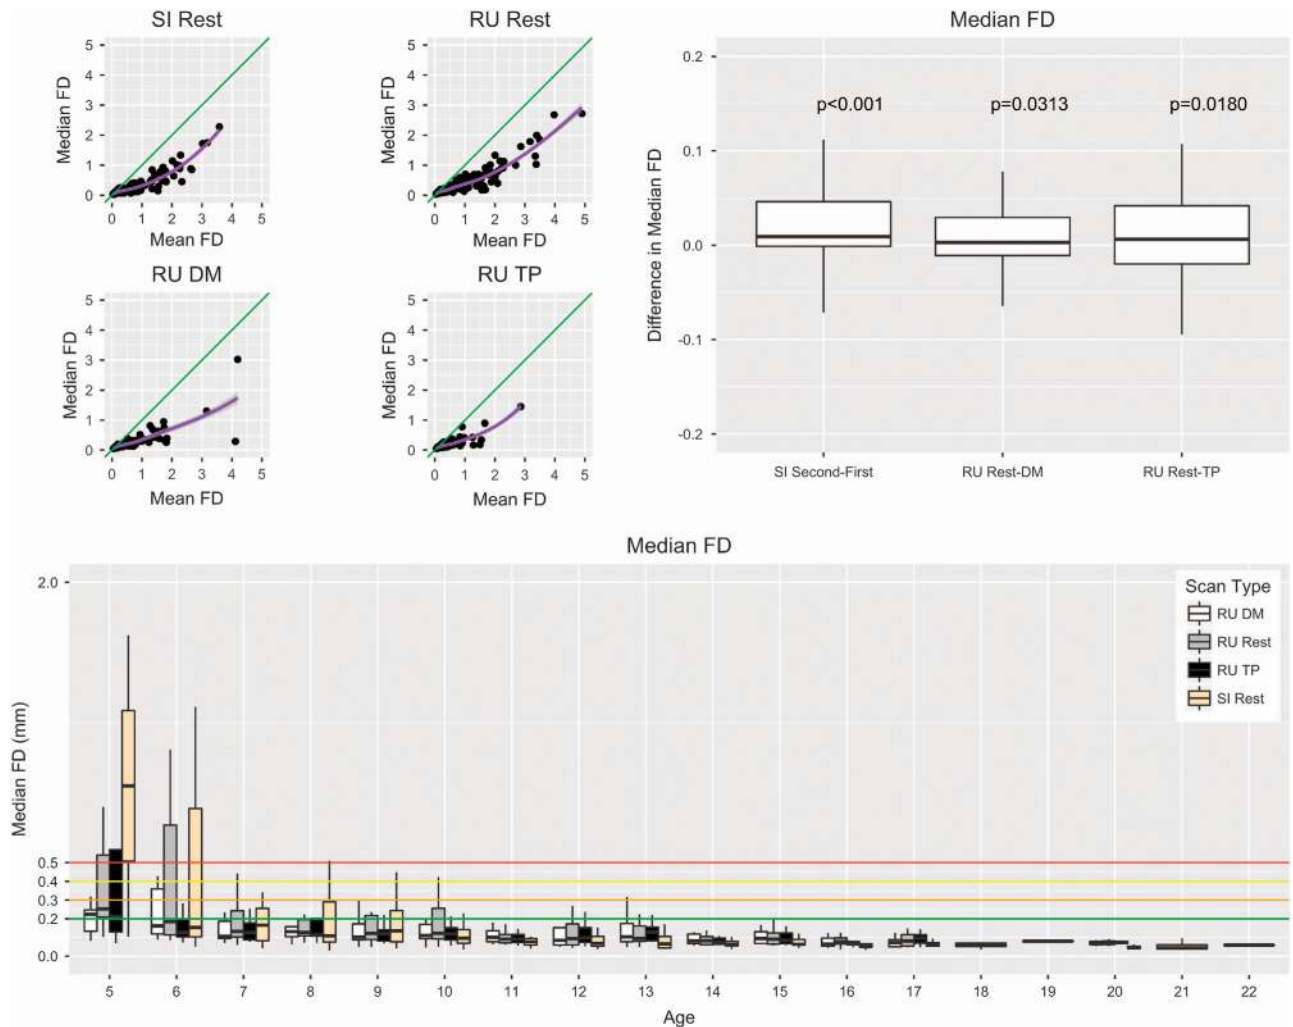 SI Rest
5
4
3
2
1
0
Median FD
0 1 2 3 4 5
Mean FD
RU Rest
5
4
3
2
1
0
Median FD
0 1 2 3 4 5
Mean FD
RU DM
5
4
3
2
1
0
Median FD
0 1 2 3 4 5
Mean FD
RU TP
5
4
3
2
1
0
Median FD
0 1 2 3 4 5
Mean FD
Median FD
0.2
0.1
0.0
-0.1
-0.2
Difference in Median FD
p<0.001 p=0.0313 p=0.0180
SI Second-First RU Rest-DM RU Rest-TP
Median FD
2.0
0.5
0.4
0.3
0.2
0.0
Median FD (mm)
Scan Type
RU DM
RU Rest
RU TP
SI Rest
5 6 7 8 9 10 11 12 13 14 15 16 17 18 19 20 21 22
Age